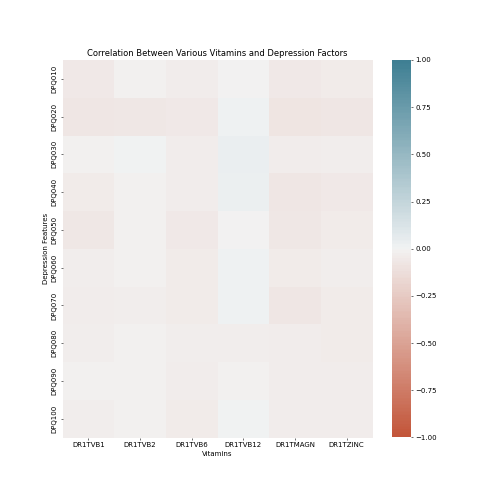 Correlation Between Various Vitamins and Depression Factors
Depression Features
DPQ010
DPQ020
DPQ030
DPQ040
DPQ050
DPQ060
DPQ070
DPQ080
DPQ090
DPQ100
DR1TVB1 DR1TVB2 DR1TVB6 DR1TVB12 DR1TMAGN DR1TZINC
Vitamins
1.00
0.75
0.50
0.25
0.00
−0.25
−0.50
−0.75
−1.00